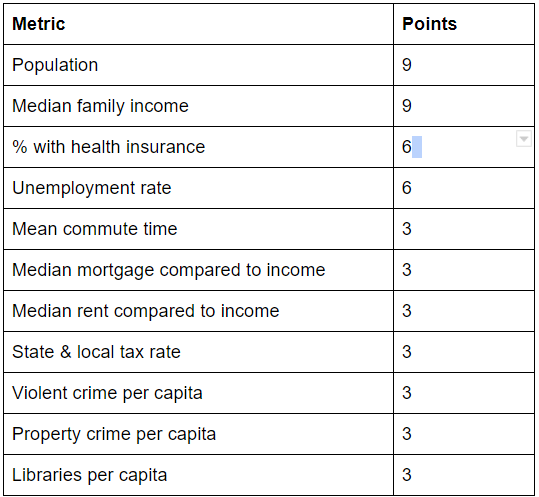 Metric Points
Population 9
Median family income 9
% with health insurance 6
Unemployment rate 6
Mean commute time 3
Median mortgage compared to income 3
Median rent compared to income 3
State & local tax rate 3
Violent crime per capita 3
Property crime per capita 3
Libraries per capita 3